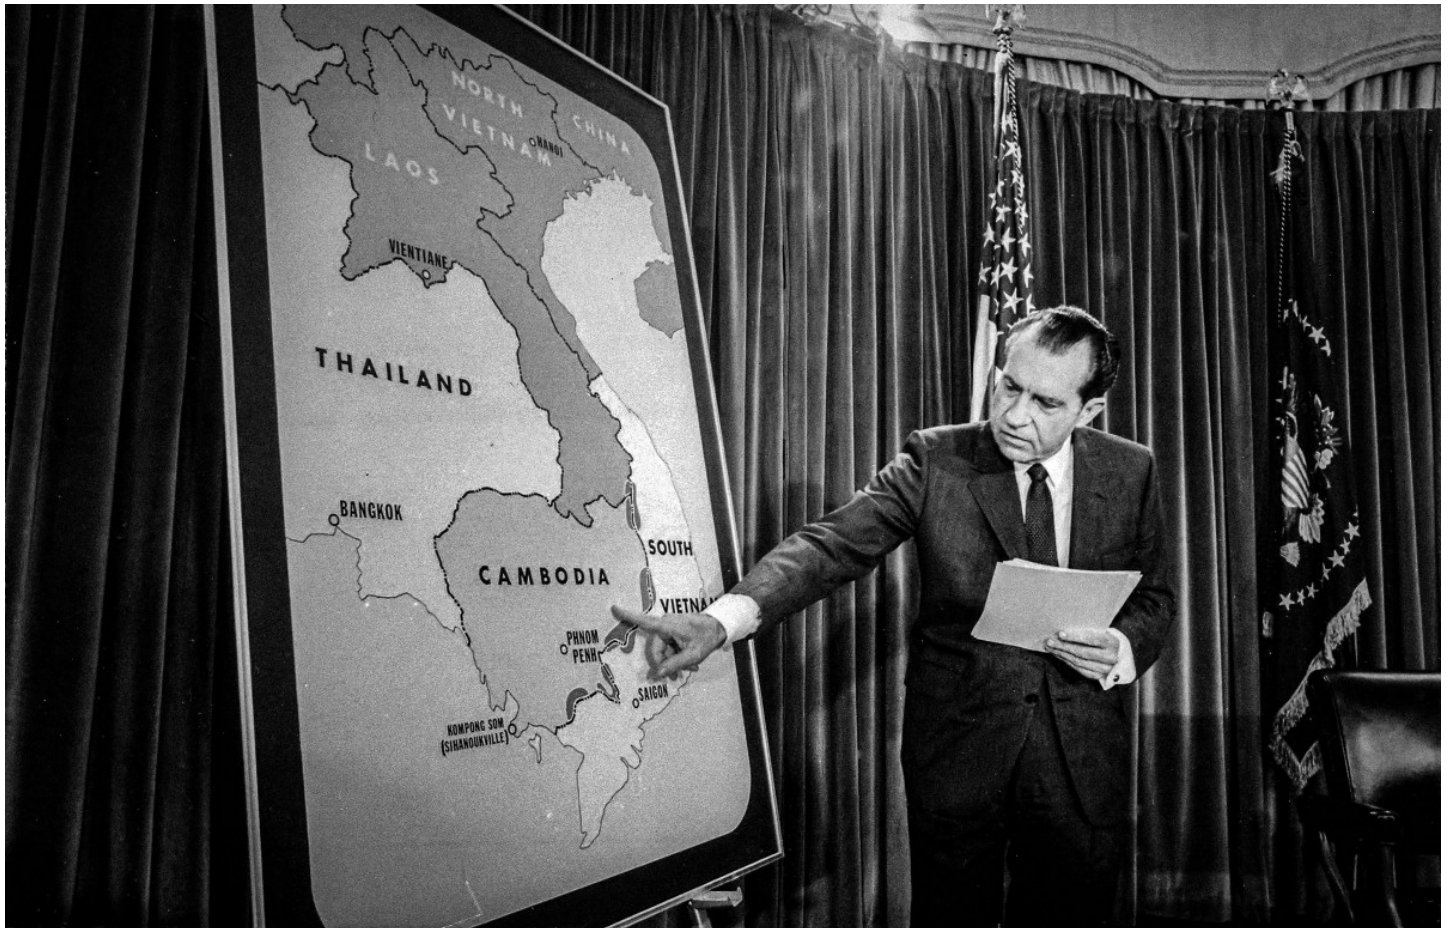 NORTH
VIETNAM
CHINA
HANOI
LAOS
VIENTIANE
THAILAND
BANGKOK
SOUTH
VIETNAM
CAMBODIA
PHNOM
PENH
SAIGON
KOMPONG SOM
(SIHANOUKVILLE)